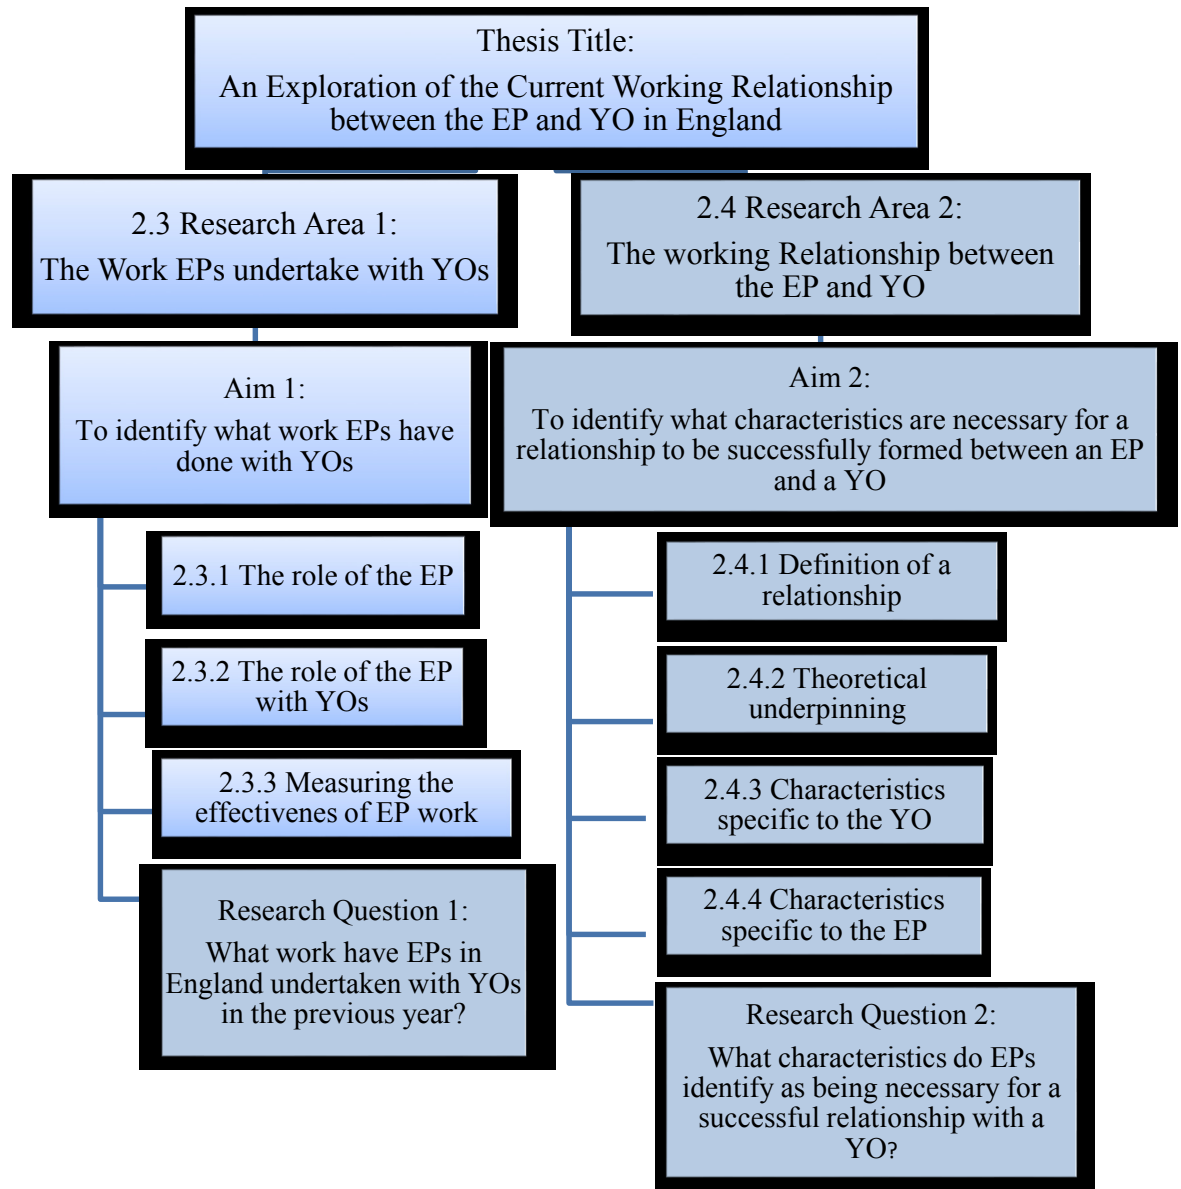 Thesis Title:
An Exploration of the Current Working Relationship
between the EP and YO in England
2.3 Research Area 1:
The Work EPs undertake with YOs
Aim 1:
To identify what work EPs have
done with YOs
2.3.1 The role of the EP
2.3.2 The role of the EP
with YOs
2.3.3 Measuring the
effectivenes of EP work
Research Question 1:
What work have EPs in
England undertaken with YOs
in the previous year?
2.4 Research Area 2:
The working Relationship between
the EP and YO
Aim 2:
To identify what characteristics are necessary for a
relationship to be successfully formed between an EP
and a YO
2.4.1 Definition of a
relationship
2.4.2 Theoretical
underpinning
2.4.3 Characteristics
specific to the YO
2.4.4 Characteristics
specific to the EP
Research Question 2:
What characteristics do EPs
identify as being necessary for a
successful relationship with a
YO?